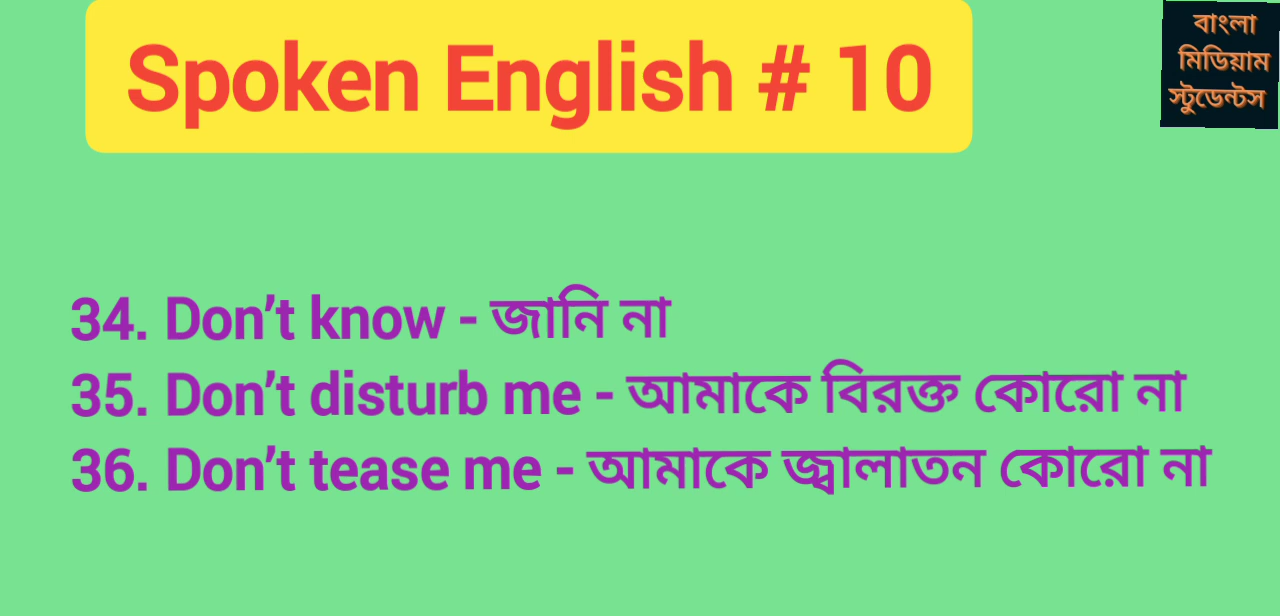 Spoken English # 10
বাংলা
মিডিয়াম
স্টুডেন্টস
34. Don’t know - জানি না
35. Don’t disturb me - আমাকে বিরক্ত কোরো না
36. Don’t tease me - আমাকে জ্বালাতন কোরো না